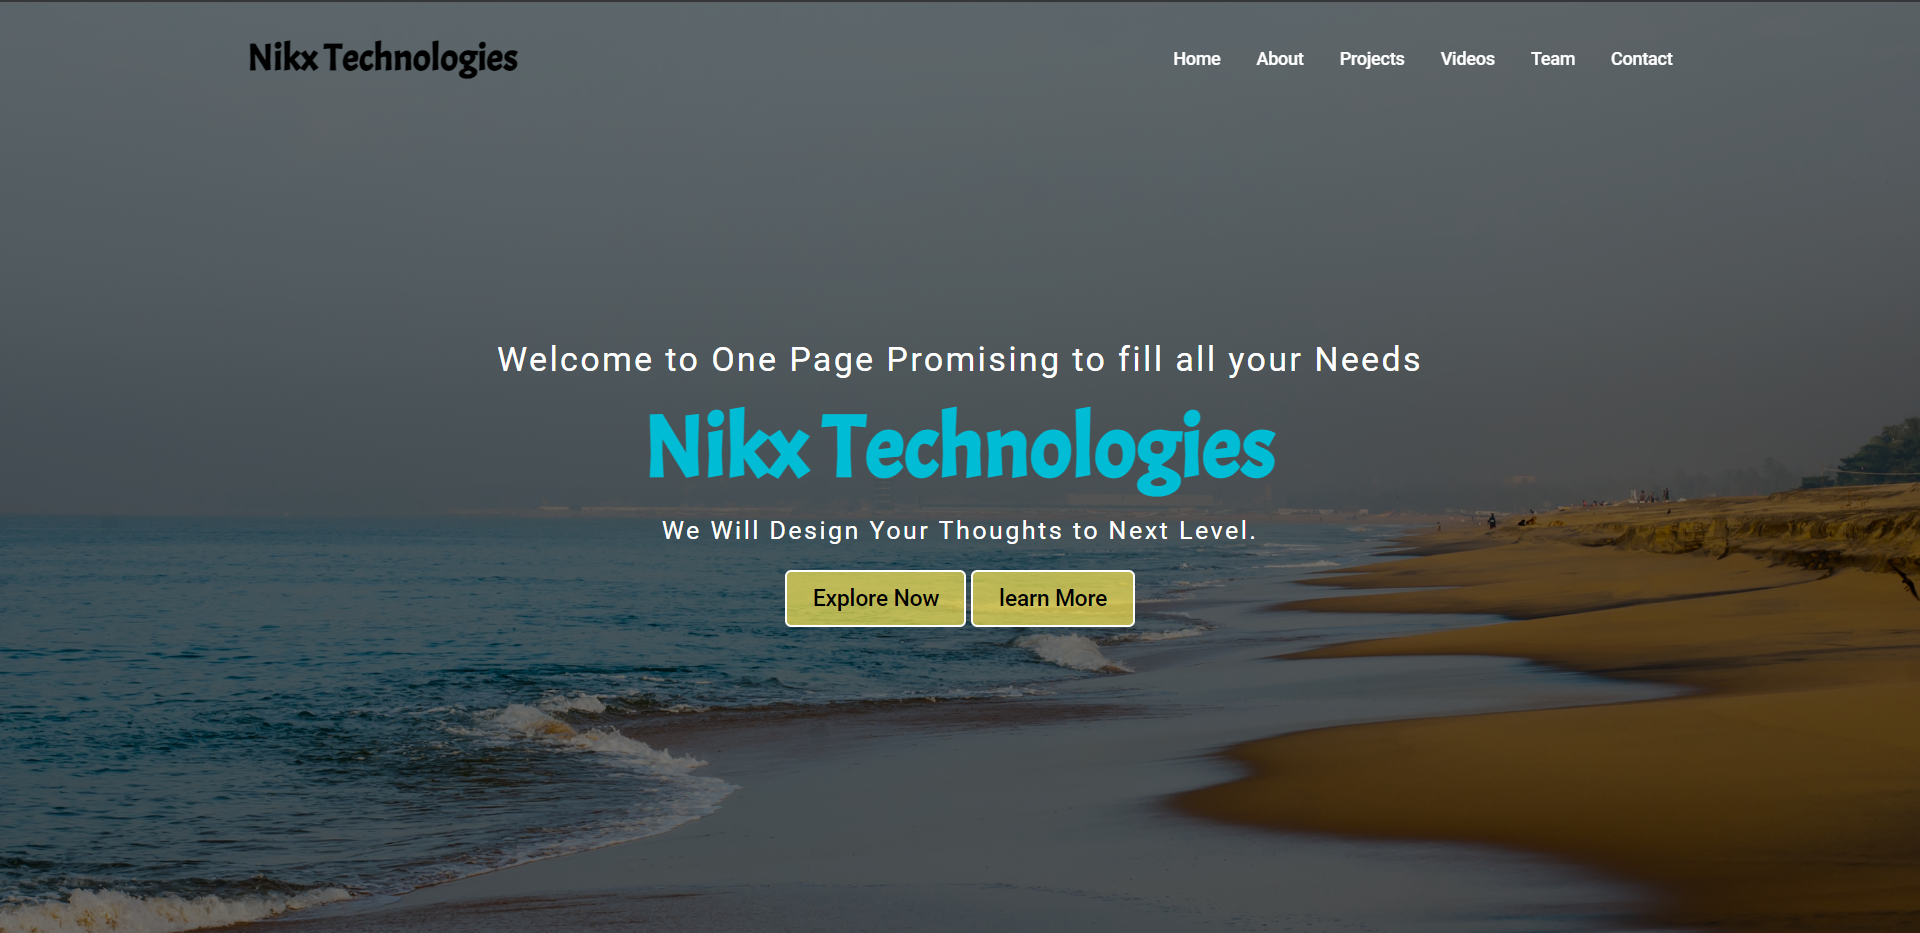 Nikx Technologies
Home About Projects Videos Team Contact
Welcome to One Page Promising to fill all your Needs
Nikx Technologies
We Will Design Your Thoughts to Next Level.
Explore Now learn More